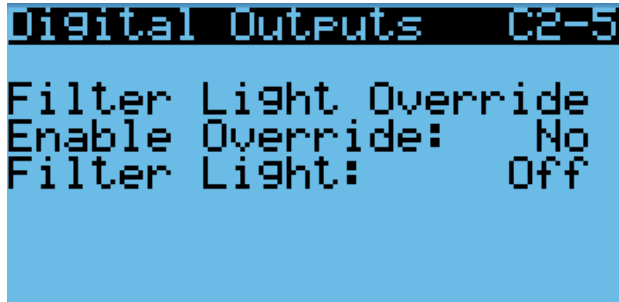 Digital Outputs C2-5
Filter Light Override
Enable Override: No
Filter Light: Off